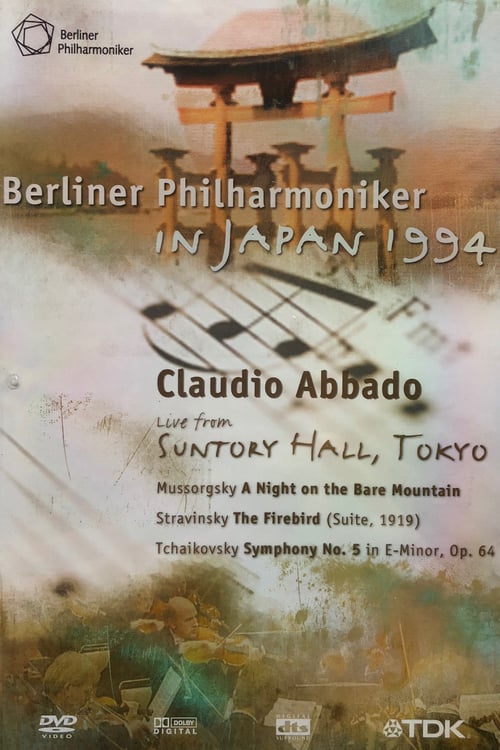 Berliner
Philharmoniker
Berliner Philharmoniker
IN JAPAN 1994
Claudio Abbado
Live from
SUNTORY HALL, TOKYO
Mussorgsky A Night on the Bare Mountain
Stravinsky The Firebird (Suite, 1919)
Tchaikovsky Symphony No. 5 in E-Minor, Op. 64
DVD
VIDEO
DOLBY
DIGITAL
DIGITAL
dts
SURROUND
TDK